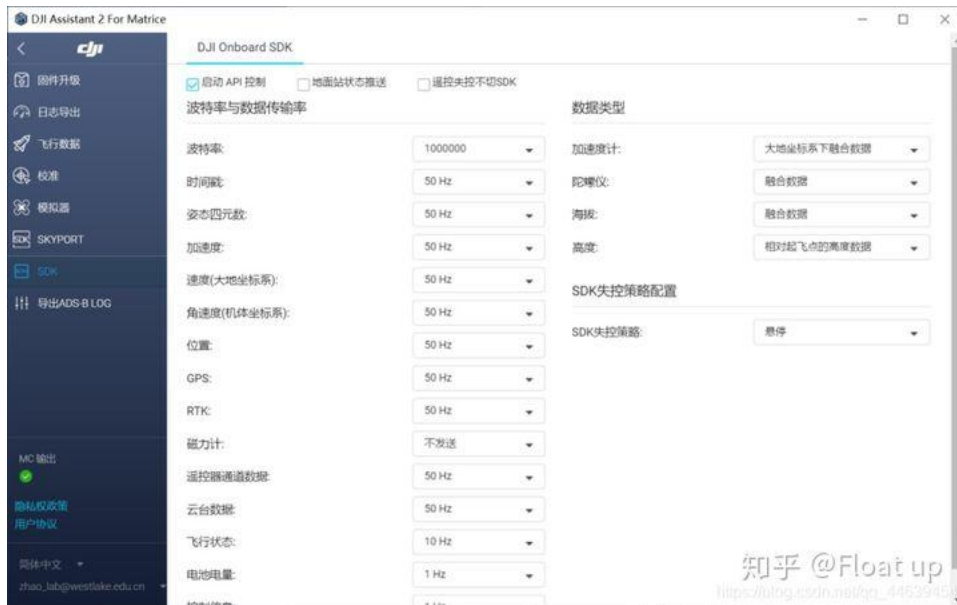 DJI Assistant 2 For Matrice
dji
固件升级
日志导出
飞行数据
校准
模拟器
SKYPORT
SDK
导出ADS-B LOG
MC 输出
隐私权政策
用户协议
简体中文
zhao_lab@westlake.edu.cn
DJI Onboard SDK
启动 API 控制 地面站状态推送 遥控失控不切SDK
波特率与数据传输率
波特率: 1000000
时间戳: 50 Hz
姿态四元数: 50 Hz
加速度: 50 Hz
速度(大地坐标系): 50 Hz
角速度(机体坐标系): 50 Hz
位置: 50 Hz
GPS: 50 Hz
RTK: 50 Hz
磁力计: 不发送
遥控器通道数据: 50 Hz
云台数据: 50 Hz
飞行状态: 10 Hz
电池电量: 1 Hz
数据类型
加速度计: 大地坐标系下融合数据
陀螺仪: 融合数据
海拔: 融合数据
高度: 相对起飞点的高度数据
SDK失控策略配置
SDK失控策略: 悬停
知乎 @Float up